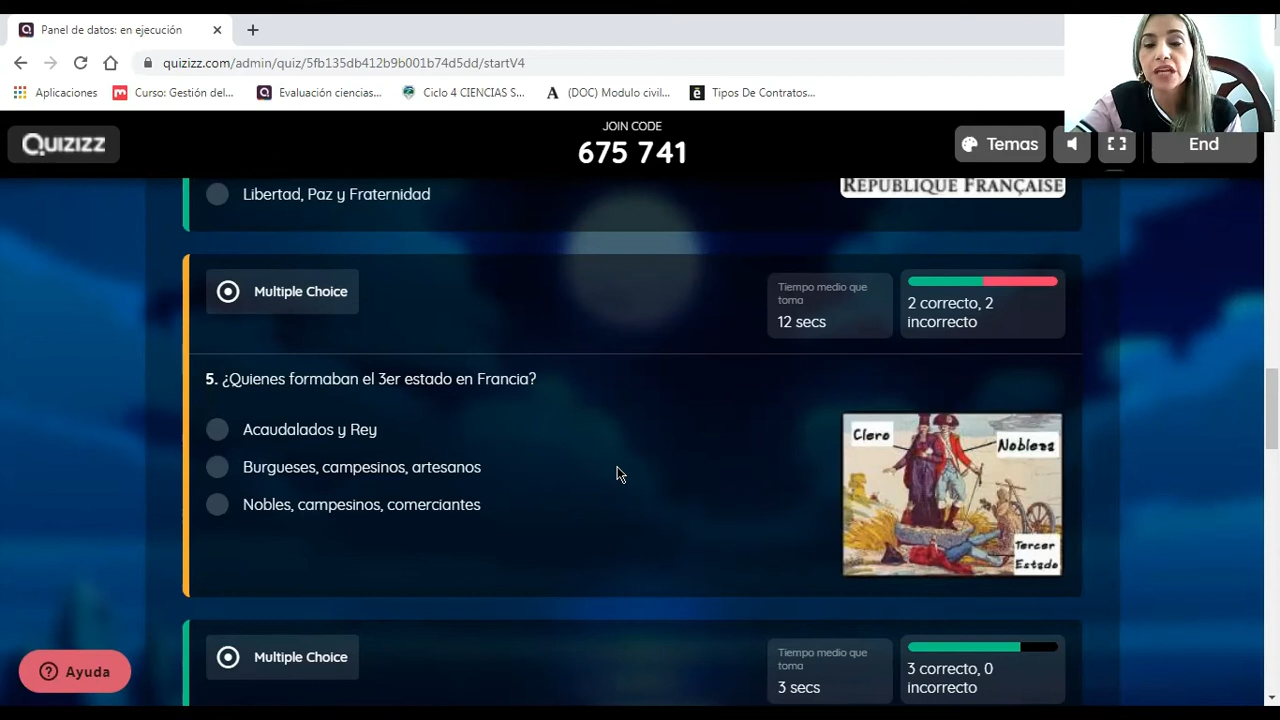 Panel de datos: en ejecución
quizizz.com/admin/quiz/5fb135db412b9b001b74d5dd/startV4
Aplicaciones
Curso: Gestión del...
Evaluación ciencias...
Ciclo 4 CIENCIAS S...
(DOC) Modulo civil...
Tipos De Contratos...
Quizizz
JOIN CODE
675 741
Temas
End
Libertad, Paz y Fraternidad
RÉPUBLIQUE FRANÇAISE
Multiple Choice
Tiempo medio que
toma
12 secs
2 correcto, 2
incorrecto
5. ¿Quienes formaban el 3er estado en Francia?
Acaudalados y Rey
Burgueses, campesinos, artesanos
Nobles, campesinos, comerciantes
Clero
Nobleza
Tercer
Estado
Multiple Choice
Tiempo medio que
toma
3 secs
3 correcto, 0
incorrecto
Ayuda